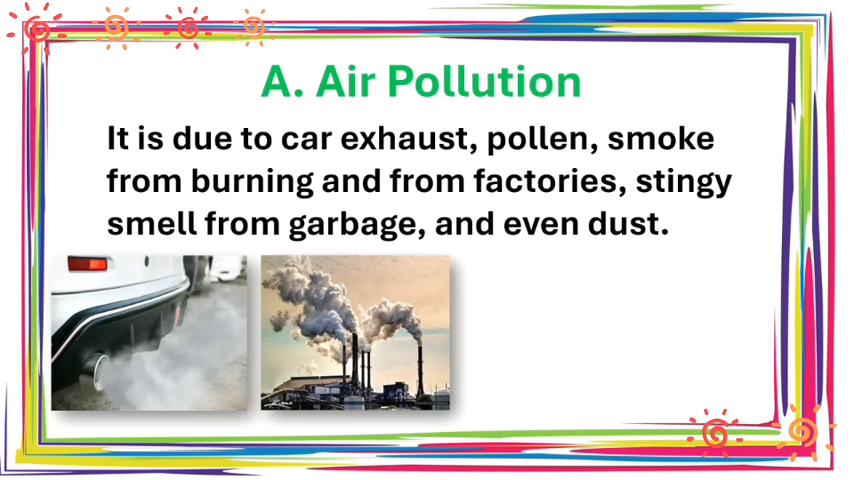 A. Air Pollution
It is due to car exhaust, pollen, smoke
from burning and from factories, stingy
smell from garbage, and even dust.